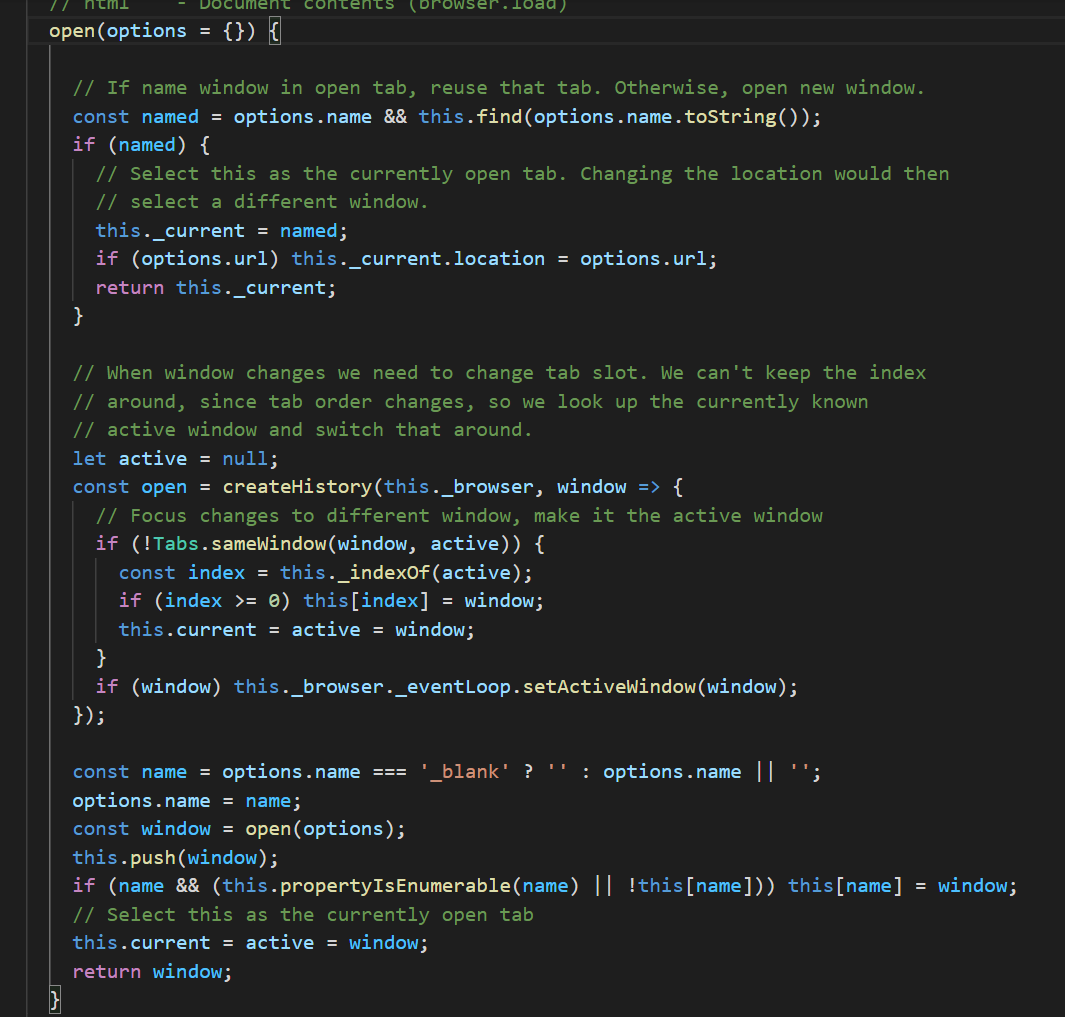 // html    - Document contents (browser.load)
open(options = {}) {
// If name window in open tab, reuse that tab. Otherwise, open new window.
const named = options.name && this.find(options.name.toString());
if (named) {
// Select this as the currently open tab. Changing the location would then
// select a different window.
this._current = named;
if (options.url) this._current.location = options.url;
return this._current;
}
// When window changes we need to change tab slot. We can't keep the index
// around, since tab order changes, so we look up the currently known
// active window and switch that around.
let active = null;
const open = createHistory(this._browser, window => {
// Focus changes to different window, make it the active window
if (!Tabs.sameWindow(window, active)) {
const index = this._indexOf(active);
if (index >= 0) this[index] = window;
this.current = active = window;
}
if (window) this._browser._eventLoop.setActiveWindow(window);
});
const name = options.name === '_blank' ? '' : options.name || '';
options.name = name;
const window = open(options);
this.push(window);
if (name && (this.propertyIsEnumerable(name) || !this[name])) this[name] = window;
// Select this as the currently open tab
this.current = active = window;
return window;
}